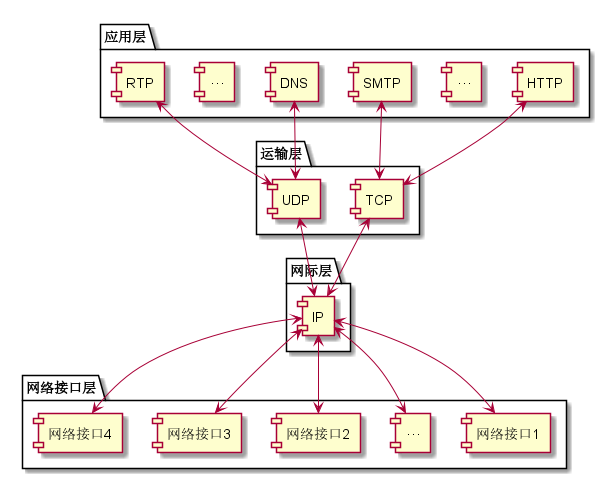 应用层
RTP
...
DNS
SMTP
...
HTTP
运输层
UDP
TCP
网际层
IP
网络接口层
网络接口4
网络接口3
网络接口2
...
网络接口1